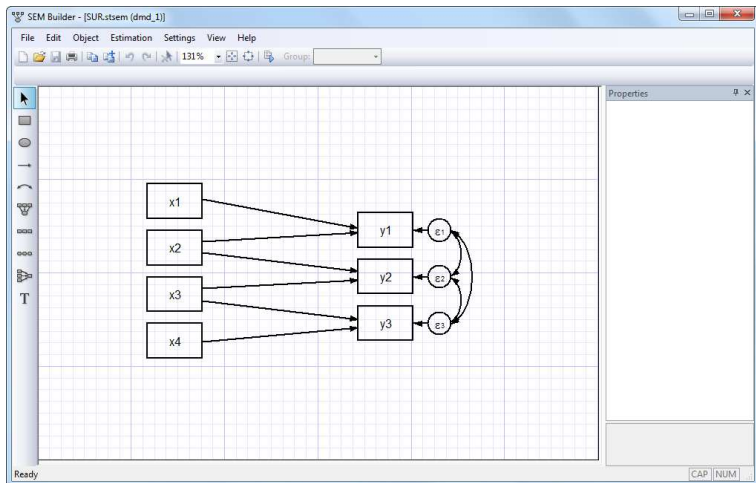 SEM Builder - [SUR.stsem (dmd_1)]
File Edit Object Estimation Settings View Help
131% Group:
Properties
T
x1
x2
x3
x4
y1
y2
y3
ε1
ε2
ε3
Ready
CAP NUM